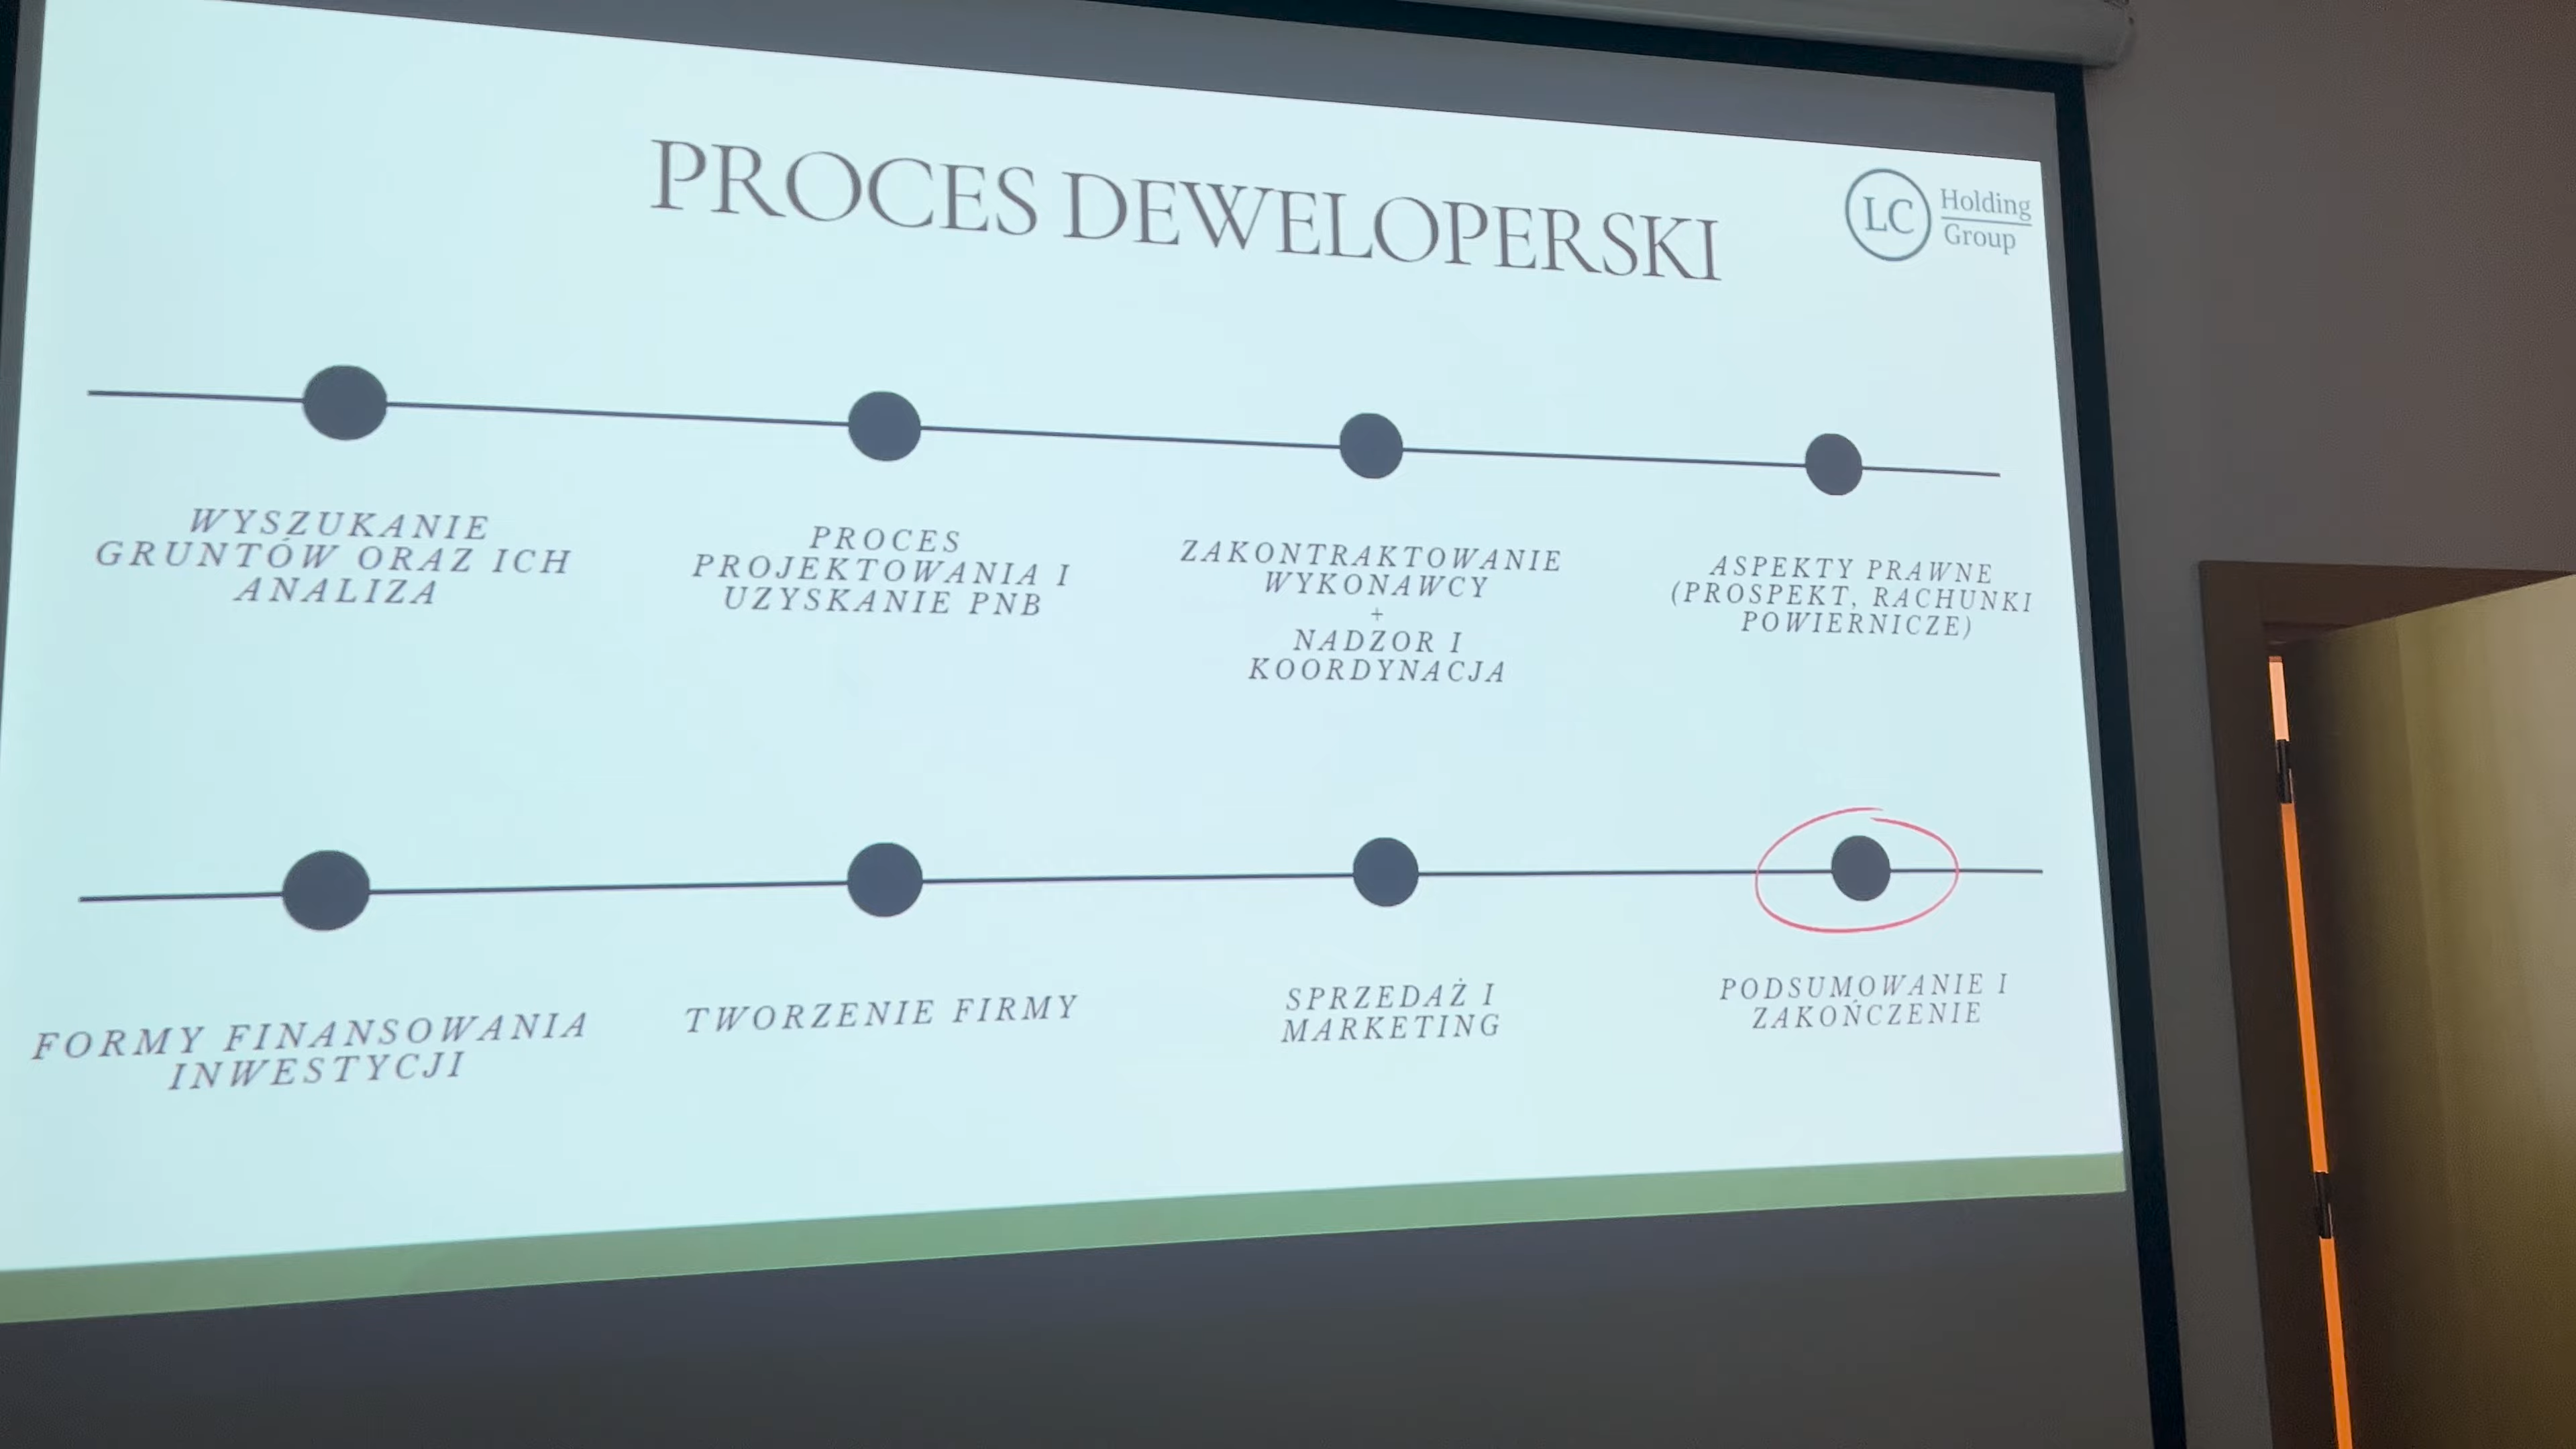 PROCES DEWELOPERSKI
LC
Holding
Group
WYSZUKANIE
GRUNTÓW ORAZ ICH
ANALIZA
PROCES
PROJEKTOWANIA I
UZYSKANIE PNB
ZAKONTRAKTOWANIE
WYKONAWCY
+
NADZOR I
KOORDYNACJA
ASPEKTY PRAWNE
(PROSPEKT, RACHUNKI
POWIERNICZE)
FORMY FINANSOWANIA
INWESTYCJI
TWORZENIE FIRMY
SPRZEDAŻ I
MARKETING
PODSUMOWANIE I
ZAKOŃCZENIE